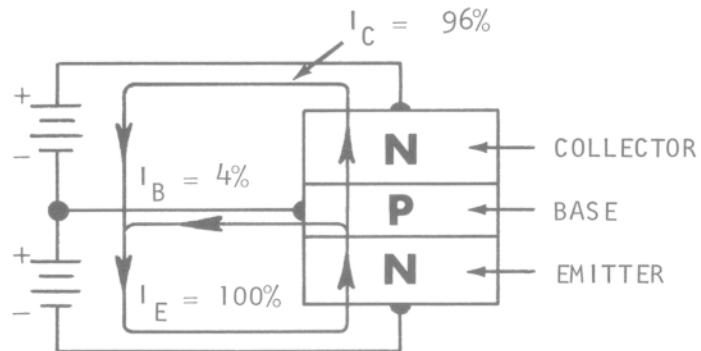 I_C = 96%
+
−
N
COLLECTOR
I_B = 4%
P
BASE
+
−
I_E = 100%
N
EMITTER